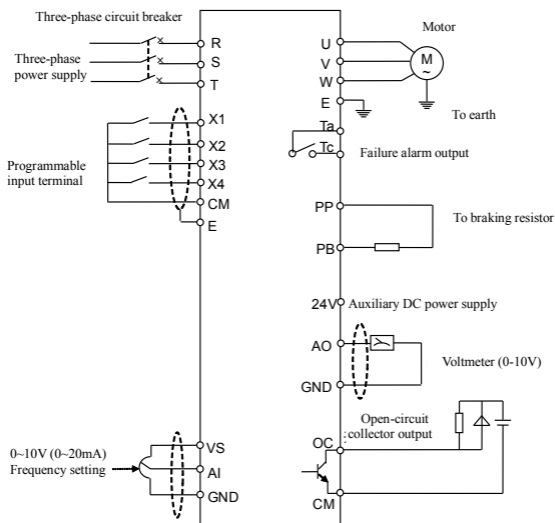 Three-phase circuit breaker
R
Three-phase
power supply
S
T
X1
X2
X3
X4
CM
E
Programmable
input terminal
0~10V (0~20mA)
Frequency setting
VS
AI
GND
U
V
W
E
Motor
M
~
To earth
Ta
Tc
Failure alarm output
PP
PB
To braking resistor
24V Auxiliary DC power supply
AO
GND
Voltmeter (0-10V)
Open-circuit
collector output
OC
CM